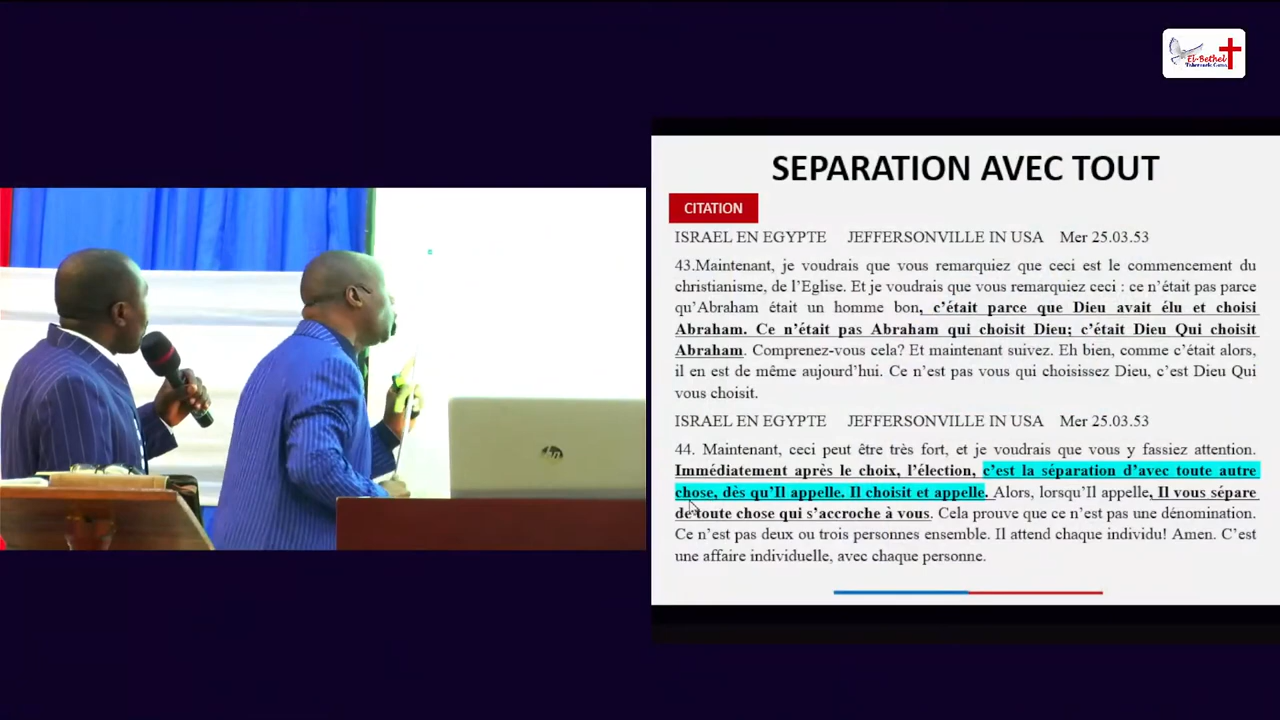 El-Bethel
SEPARATION AVEC TOUT
CITATION
ISRAEL EN EGYPTE JEFFERSONVILLE IN USA Mer 25.03.53
43.Maintenant, je voudrais que vous remarquiez que ceci est le commencement du
christianisme, de l’Eglise. Et je voudrais que vous remarquiez ceci : ce n’était pas parce
qu’Abraham était un homme bon, c’était parce que Dieu avait élu et choisi
Abraham. Ce n’était pas Abraham qui choisit Dieu; c’était Dieu Qui choisit
Abraham. Comprenez-vous cela? Et maintenant suivez. Eh bien, comme c’était alors,
il en est de même aujourd’hui. Ce n’est pas vous qui choisissez Dieu, c’est Dieu Qui
vous choisit.
ISRAEL EN EGYPTE JEFFERSONVILLE IN USA Mer 25.03.53
44. Maintenant, ceci peut être très fort, et je voudrais que vous y fassiez attention.
Immédiatement après le choix, l’élection, c’est la séparation d’avec toute autre
chose, dès qu’Il appelle. Il choisit et appelle. Alors, lorsqu’Il appelle, Il vous sépare
de toute chose qui s’accroche à vous. Cela prouve que ce n’est pas une dénomination.
Ce n’est pas deux ou trois personnes ensemble. Il attend chaque individu! Amen. C’est
une affaire individuelle, avec chaque personne.
hp